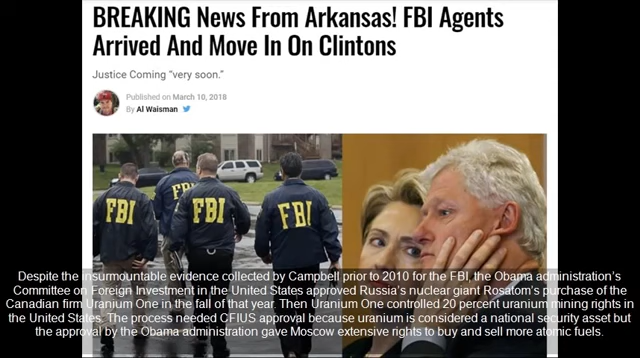 BREAKING News From Arkansas! FBI Agents
Arrived And Move In On Clintons
Justice Coming “very soon.”
Published on March 10, 2018
By Al Waisman
FBI
FBI
FBI
FBI
Despite the insurmountable evidence collected by Campbell prior to 2010 for the FBI, the Obama administration's
Committee on Foreign Investment in the United States approved Russia's nuclear giant Rosatom's purchase of the
Canadian firm Uranium One in the fall of that year. Then Uranium One controlled 20 percent uranium mining rights in
the United States. The process needed CFIUS approval because uranium is considered a national security asset but
the approval by the Obama administration gave Moscow extensive rights to buy and sell more atomic fuels.